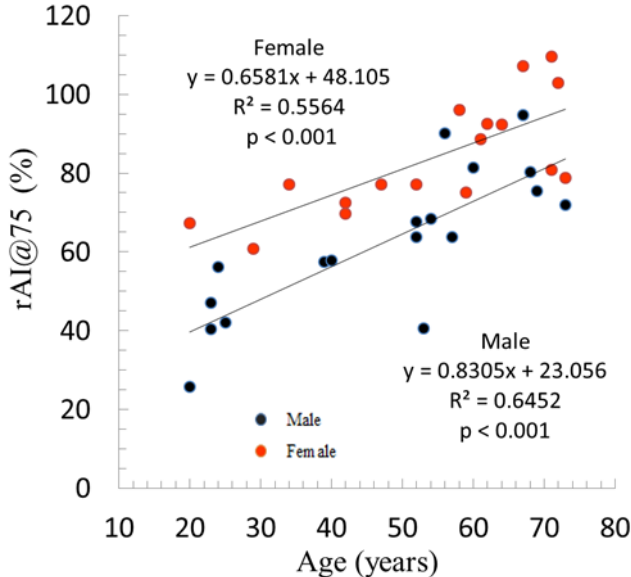 120
100
80
60
40
20
0
rAI@75 (%)
Female
y = 0.6581x + 48.105
R² = 0.5564
p < 0.001
Male
y = 0.8305x + 23.056
R² = 0.6452
p < 0.001
Male
Female
10 20 30 40 50 60 70 80
Age (years)